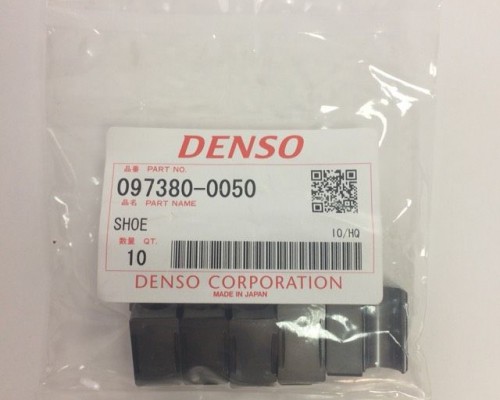 DENSO
品番 PART NO.
097380-0050
品名 PART NAME
SHOE
IO/HQ
数量 QT.
10
DENSO CORPORATION
MADE IN JAPAN